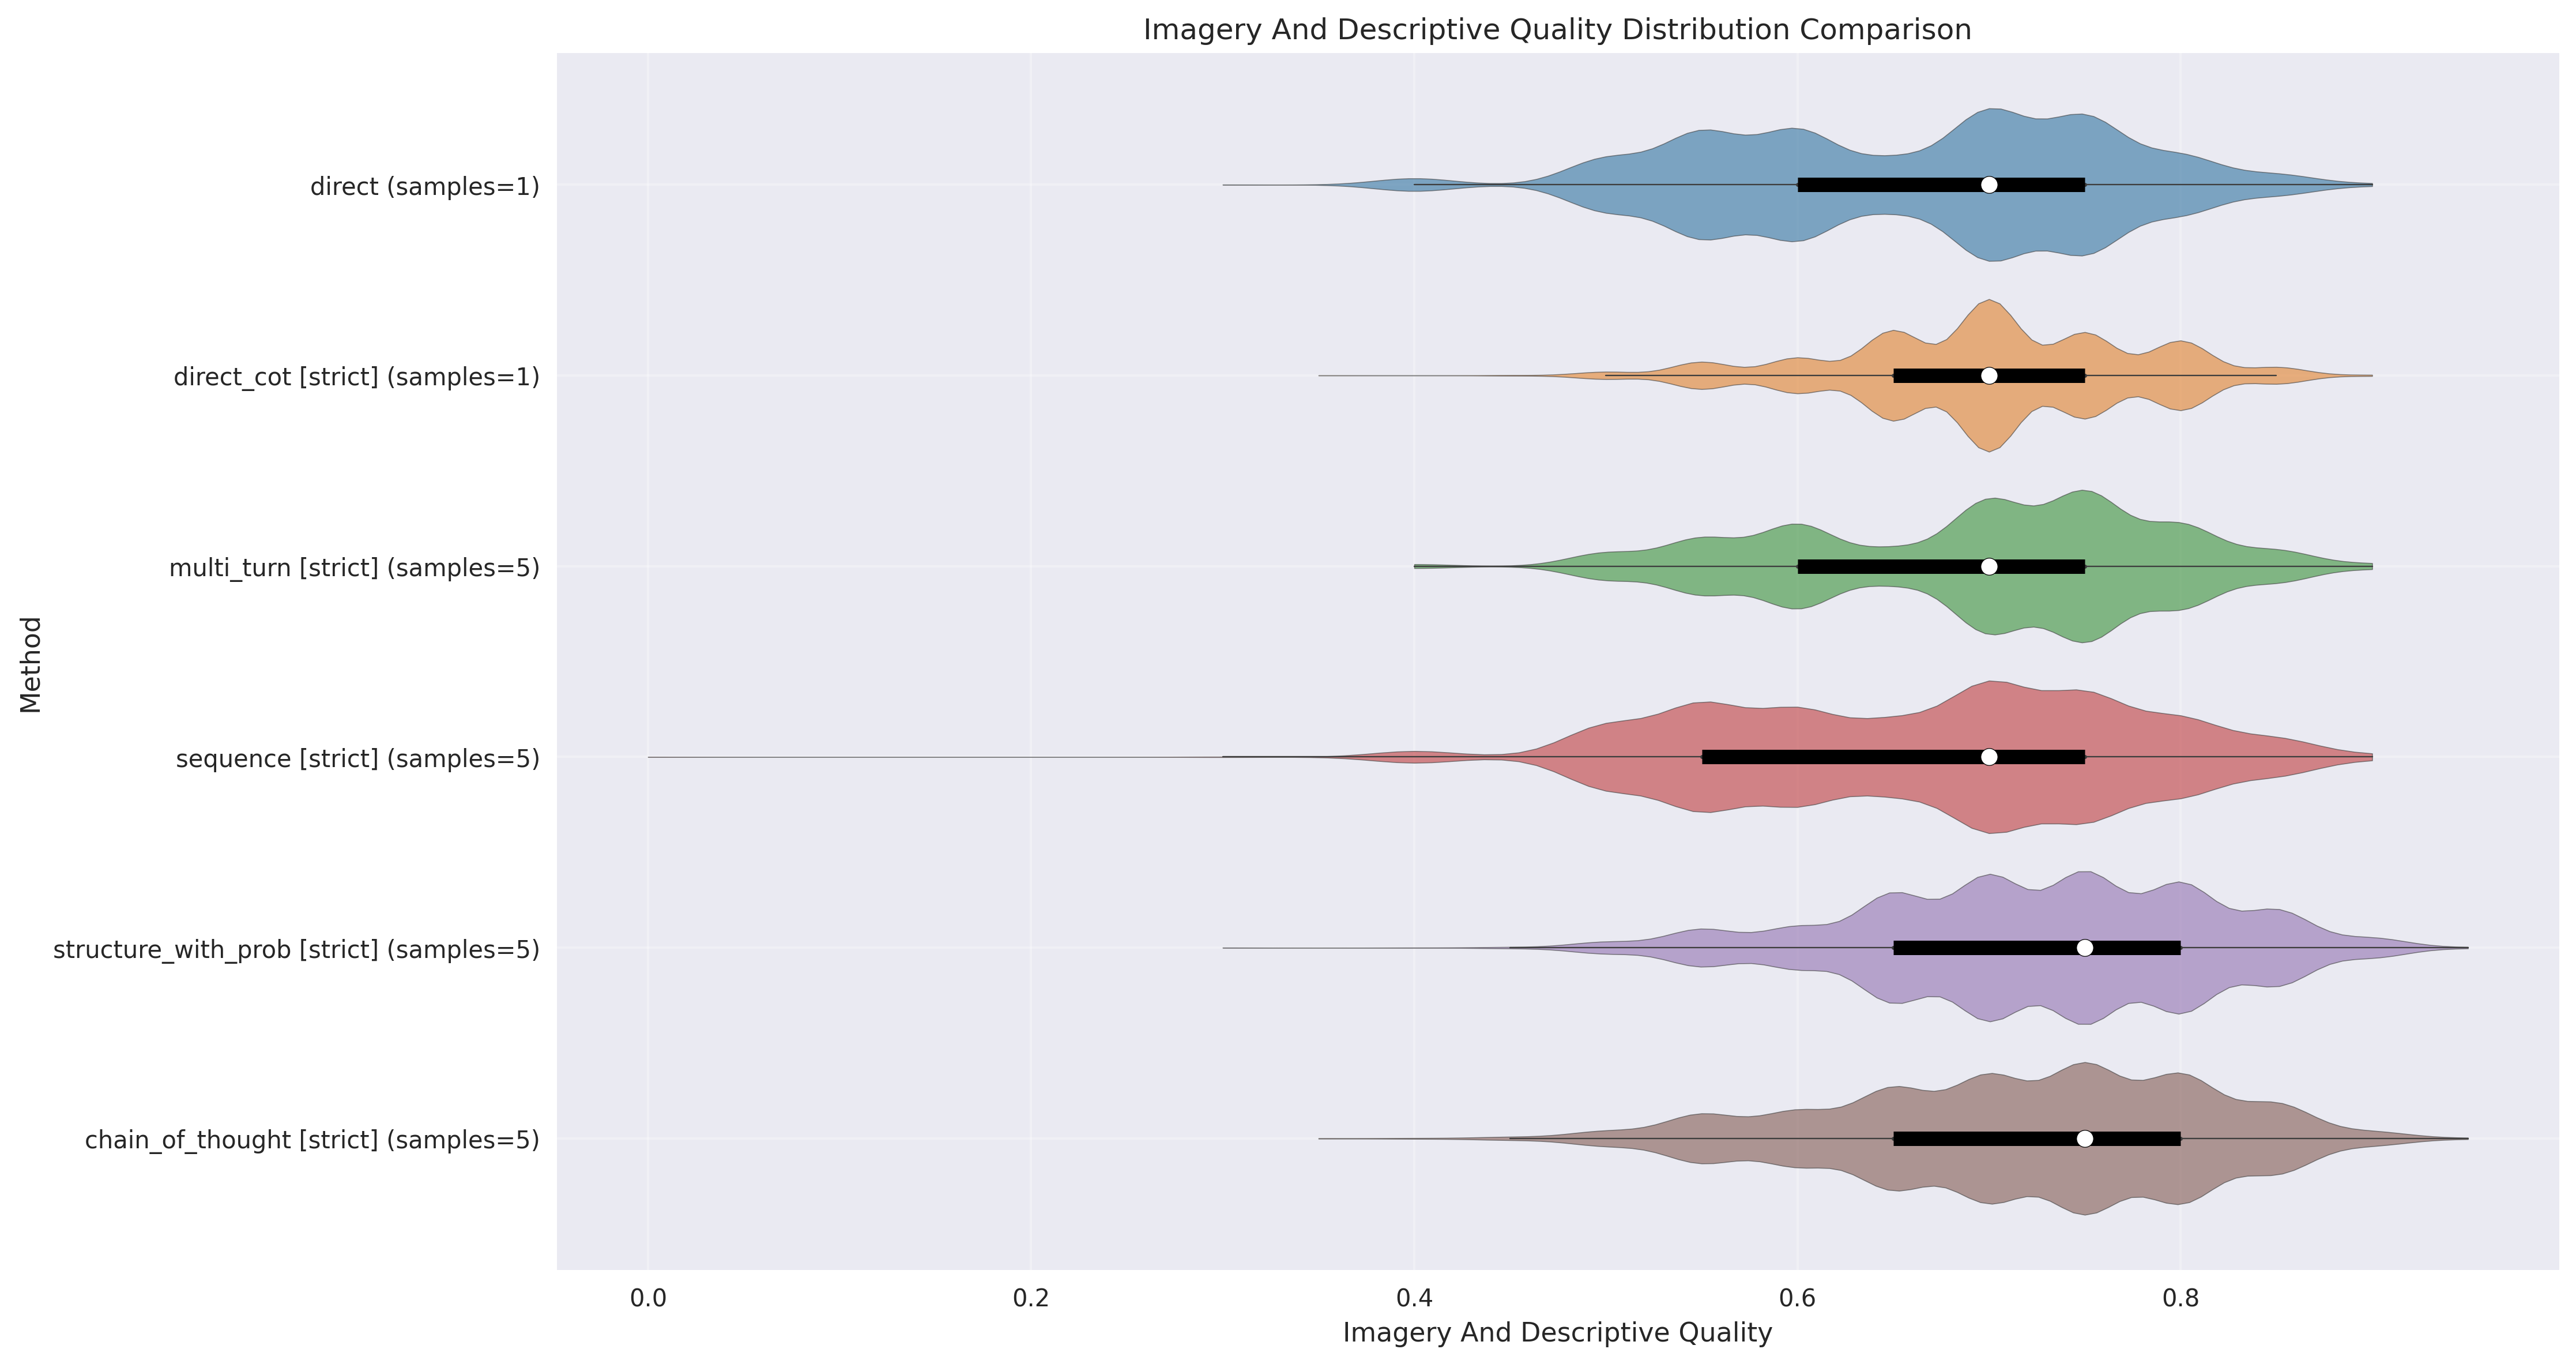 Imagery And Descriptive Quality Distribution Comparison
Method
direct (samples=1)
direct_cot [strict] (samples=1)
multi_turn [strict] (samples=5)
sequence [strict] (samples=5)
structure_with_prob [strict] (samples=5)
chain_of_thought [strict] (samples=5)
0.0 0.2 0.4 0.6 0.8
Imagery And Descriptive Quality